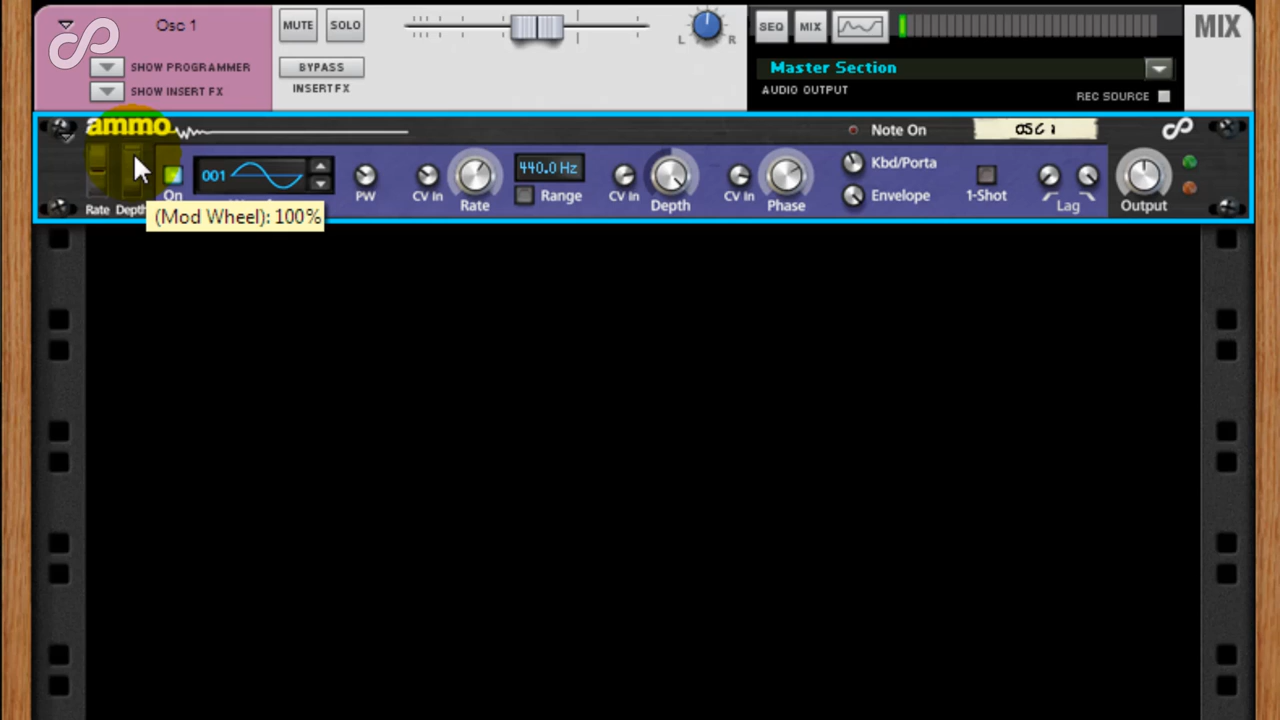 Osc 1
MUTE SOLO
L R
SEQ MIX
MIX
SHOW PROGRAMMER
BYPASS
Master Section
SHOW INSERT FX
INSERT FX
AUDIO OUTPUT
REC SOURCE
ammo
Note On
OSC 1
001
440.0 Hz
Kbd/Porta
On
PW
CV In
Rate
Range
CV In
Depth
CV In
Phase
Envelope
1-Shot
Lag
Output
Rate Depth
(Mod Wheel): 100%